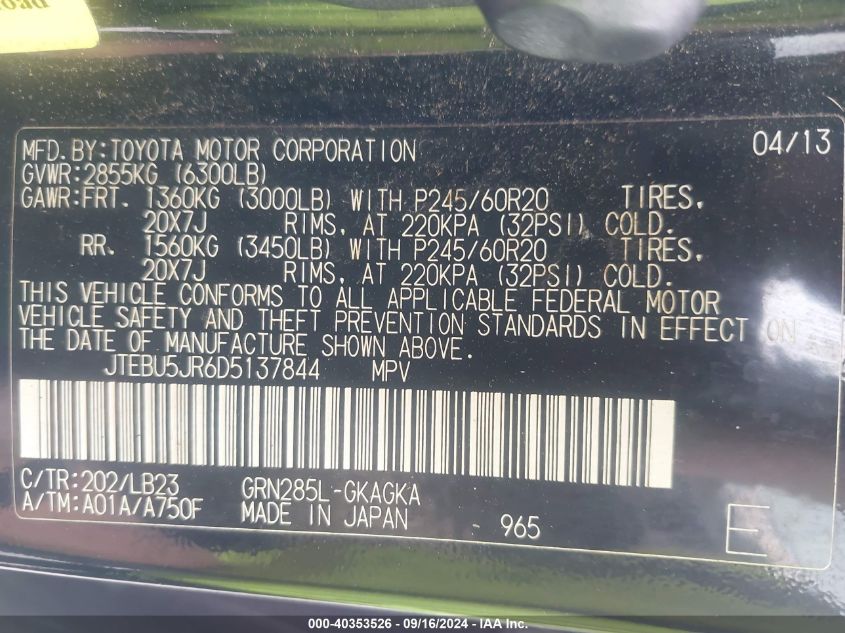 MFD. BY:TOYOTA MOTOR CORPORATION 04/13
GVWR:2855KG (6300LB)
GAWR:FRT. 1360KG (3000LB) WITH P245/60R20 TIRES,
20X7J RIMS, AT 220KPA (32PSI) COLD.
RR. 1560KG (3450LB) WITH P245/60R20 TIRES,
20X7J RIMS, AT 220KPA (32PSI) COLD.
THIS VEHICLE CONFORMS TO ALL APPLICABLE FEDERAL MOTOR
VEHICLE SAFETY AND THEFT PREVENTION STANDARDS IN EFFECT ON
THE DATE OF MANUFACTURE SHOWN ABOVE.
JTEBU5JR6D5137844 MPV
C/TR:202/LB23 GRN285L-GKAGKA
A/TM:A01A/A750F MADE IN JAPAN - 965 E
000-40353526 - 09/16/2024 - IAA Inc.